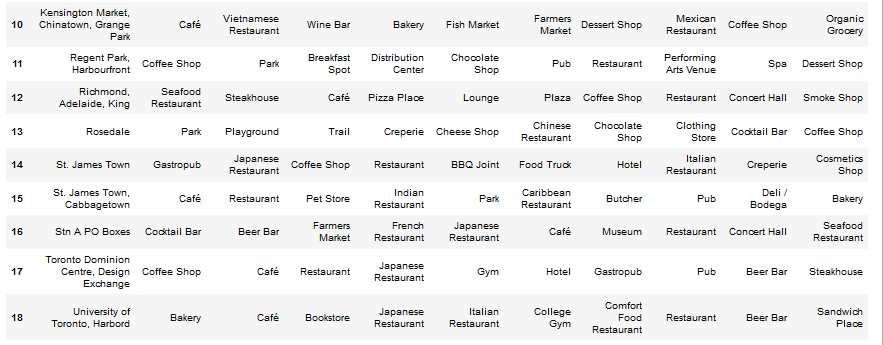 10 Kensington Market, Chinatown, Grange Park Café Vietnamese Restaurant Wine Bar Bakery Fish Market Farmers Market Dessert Shop Mexican Restaurant Coffee Shop Organic Grocery
11 Regent Park, Harbourfront Coffee Shop Park Breakfast Spot Distribution Center Chocolate Shop Pub Restaurant Performing Arts Venue Spa Dessert Shop
12 Richmond, Adelaide, King Seafood Restaurant Steakhouse Café Pizza Place Lounge Plaza Coffee Shop Restaurant Concert Hall Smoke Shop
13 Rosedale Park Playground Trail Creperie Cheese Shop Chinese Restaurant Chocolate Shop Clothing Store Cocktail Bar Coffee Shop
14 St. James Town Gastropub Japanese Restaurant Coffee Shop Restaurant BBQ Joint Food Truck Hotel Italian Restaurant Creperie Cosmetics Shop
15 St. James Town, Cabbagetown Café Restaurant Pet Store Indian Restaurant Park Caribbean Restaurant Butcher Pub Deli / Bodega Bakery
16 Stn A PO Boxes Cocktail Bar Beer Bar Farmers Market French Restaurant Japanese Restaurant Café Museum Restaurant Concert Hall Seafood Restaurant
17 Toronto Dominion Centre, Design Exchange Coffee Shop Café Restaurant Japanese Restaurant Gym Hotel Gastropub Pub Beer Bar Steakhouse
18 University of Toronto, Harbord Bakery Café Bookstore Japanese Restaurant Italian Restaurant College Gym Comfort Food Restaurant Restaurant Beer Bar Sandwich Place